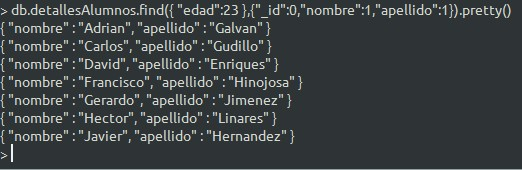 > db.detallesAlumnos.find({ "edad":23 },{"_id":0,"nombre":1,"apellido":1}).pretty()
{ "nombre" : "Adrian", "apellido" : "Galvan" }
{ "nombre" : "Carlos", "apellido" : "Gudillo" }
{ "nombre" : "David", "apellido" : "Enriques" }
{ "nombre" : "Francisco", "apellido" : "Hinojosa" }
{ "nombre" : "Gerardo", "apellido" : "Jimenez" }
{ "nombre" : "Hector", "apellido" : "Linares" }
{ "nombre" : "Javier", "apellido" : "Hernandez" }
>